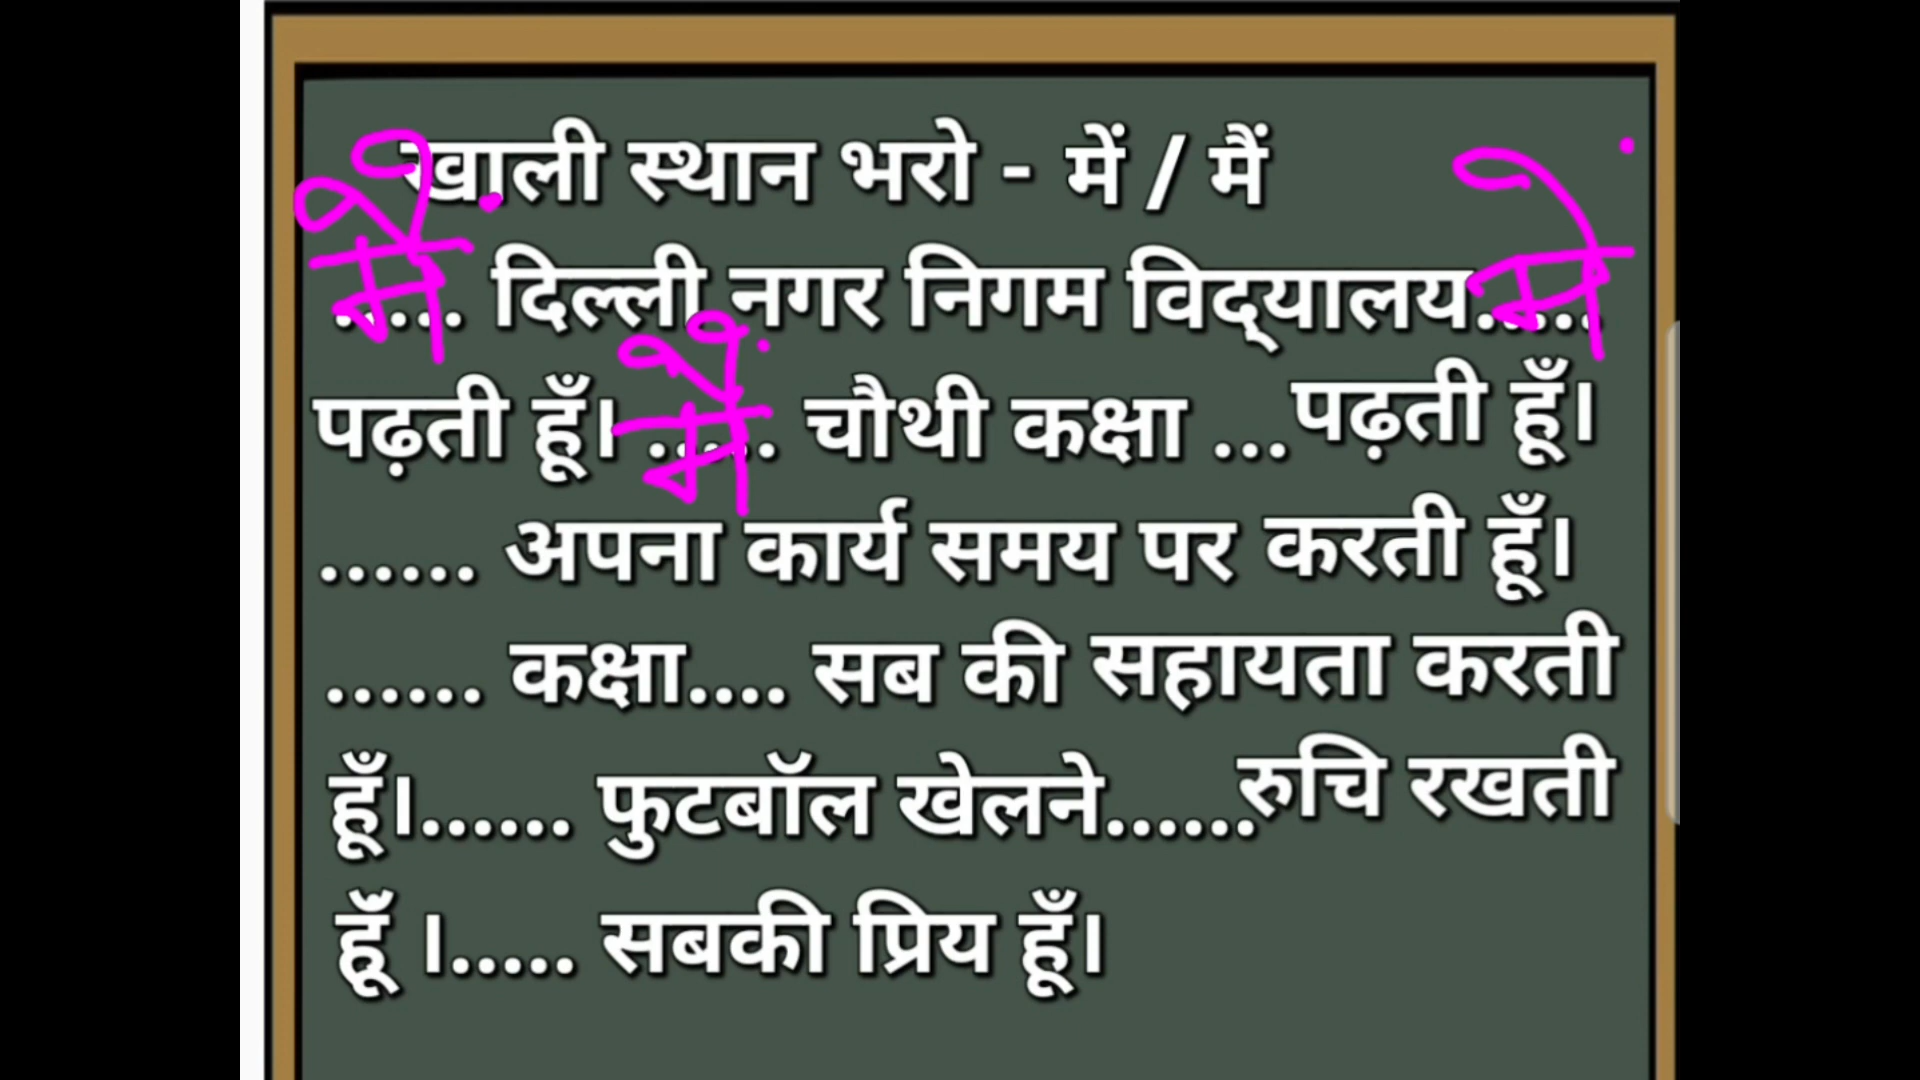 खाली स्थान भरो - में / मैं
मैं ..... दिल्ली नगर निगम विद्यालय..... में
पढ़ती हूँ। ..... मैं चौथी कक्षा ...पढ़ती हूँ।
...... अपना कार्य समय पर करती हूँ।
...... कक्षा.... सब की सहायता करती
हूँ।...... फुटबॉल खेलने......रुचि रखती
हूँ ।..... सबकी प्रिय हूँ।